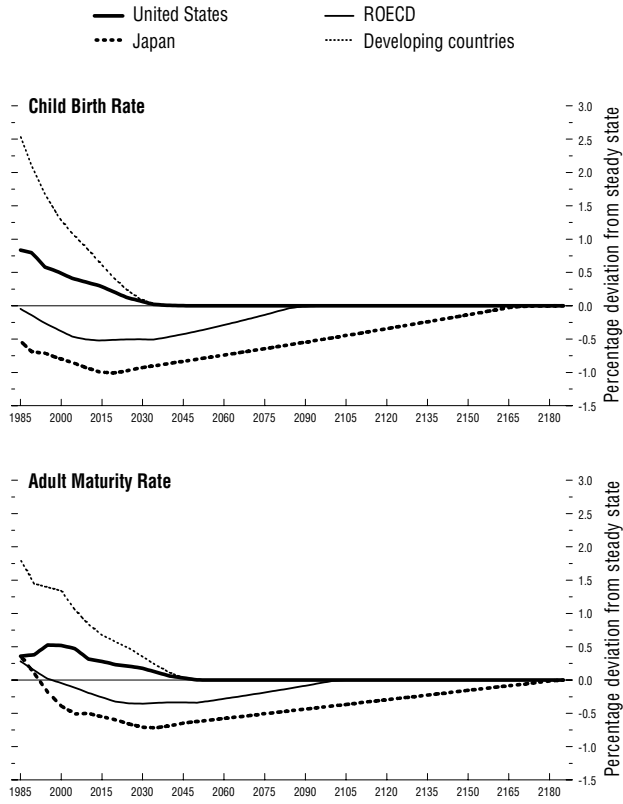 United States
ROECD
Japan
Developing countries
Child Birth Rate
3.0
2.5
2.0
1.5
1.0
0.5
0.0
-0.5
-1.0
-1.5
Percentage deviation from steady state
1985 2000 2015 2030 2045 2060 2075 2090 2105 2120 2135 2150 2165 2180
Adult Maturity Rate
3.0
2.5
2.0
1.5
1.0
0.5
0.0
-0.5
-1.0
-1.5
Percentage deviation from steady state
1985 2000 2015 2030 2045 2060 2075 2090 2105 2120 2135 2150 2165 2180